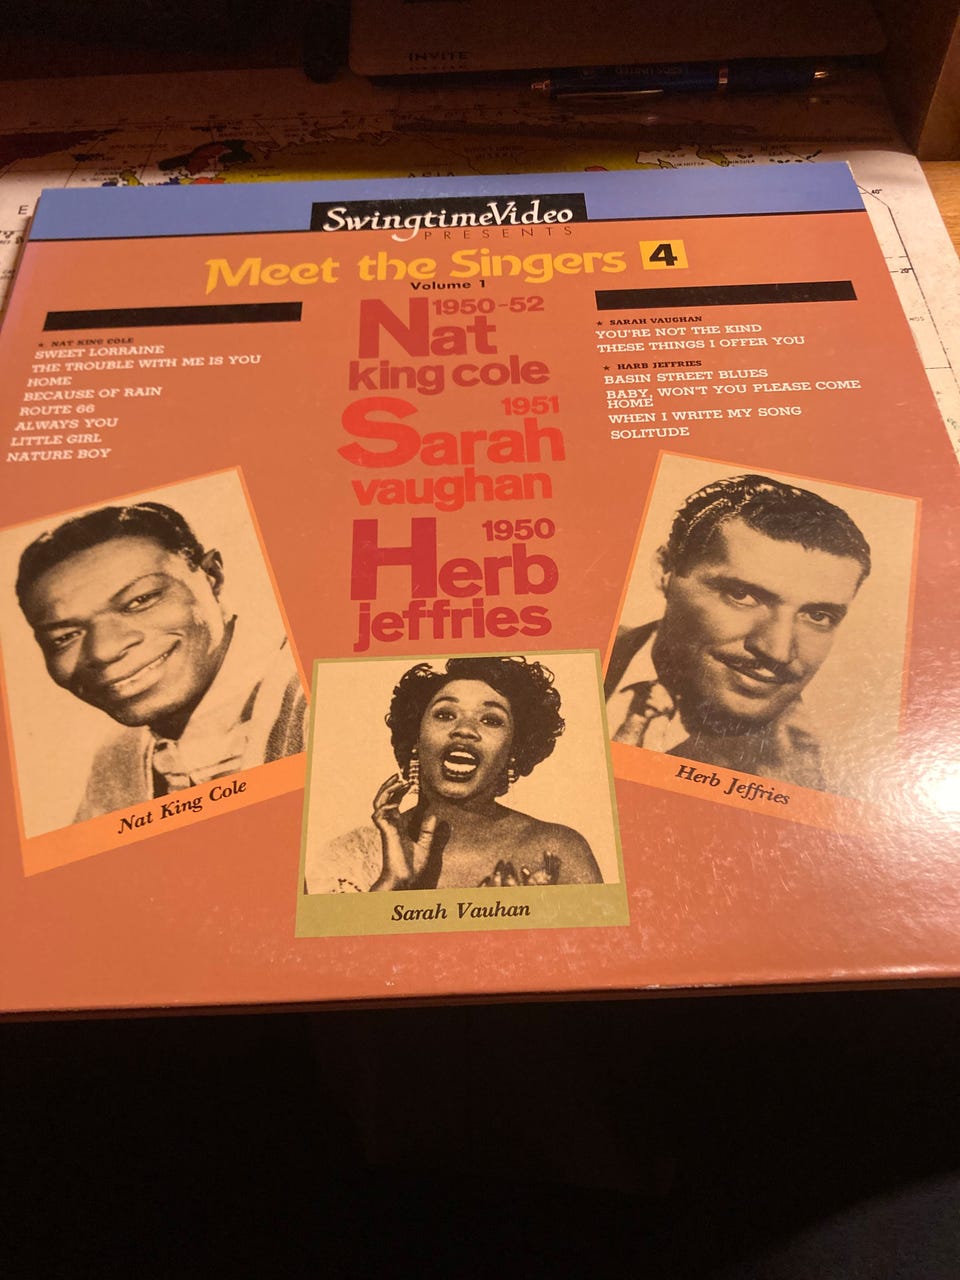 INVITE
ASIA
E
40°
20°
SwingtimeVideo
PRESENTS
Meet the Singers 4
Volume 1
★ NAT KING COLE
SWEET LORRAINE
THE TROUBLE WITH ME IS YOU
HOME
BECAUSE OF RAIN
ROUTE 66
ALWAYS YOU
LITTLE GIRL
NATURE BOY
1950-52
Nat
king cole
1951
Sarah
vaughan
1950
Herb
jeffries
★ SARAH VAUGHAN
YOU'RE NOT THE KIND
THESE THINGS I OFFER YOU
★ HARB JEFFRIES
BASIN STREET BLUES
BABY, WON'T YOU PLEASE COME
HOME
WHEN I WRITE MY SONG
SOLITUDE
Nat King Cole
Sarah Vauhan
Herb Jeffries